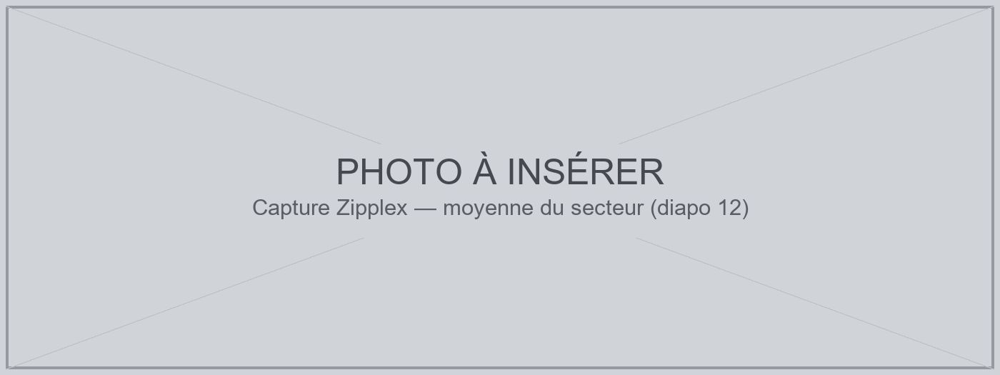 PHOTO À INSÉRER
Capture Zipplex — moyenne du secteur (diapo 12)